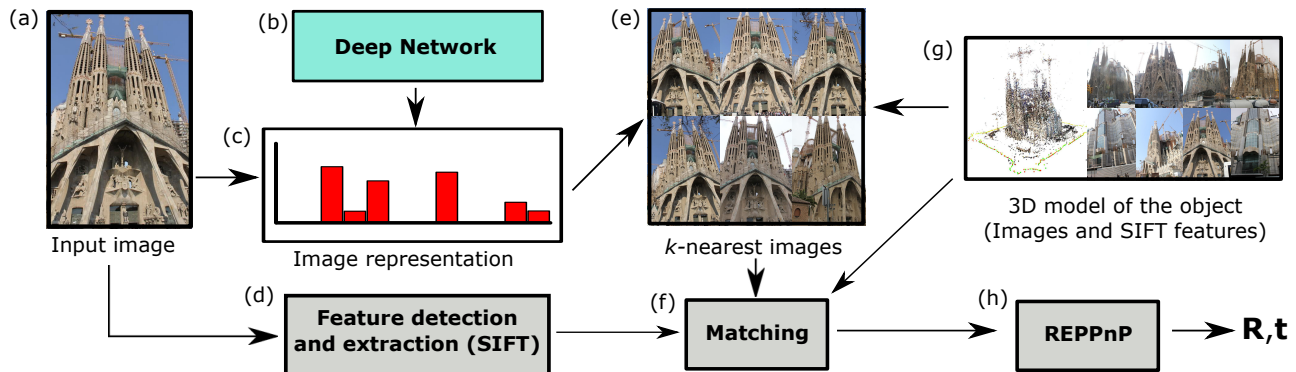 (a)
Input image
(b)
Deep Network
(c)
Image representation
(d)
Feature detection
and extraction (SIFT)
(e)
k-nearest images
(f)
Matching
(g)
3D model of the object
(Images and SIFT features)
(h)
REPPnP
R,t